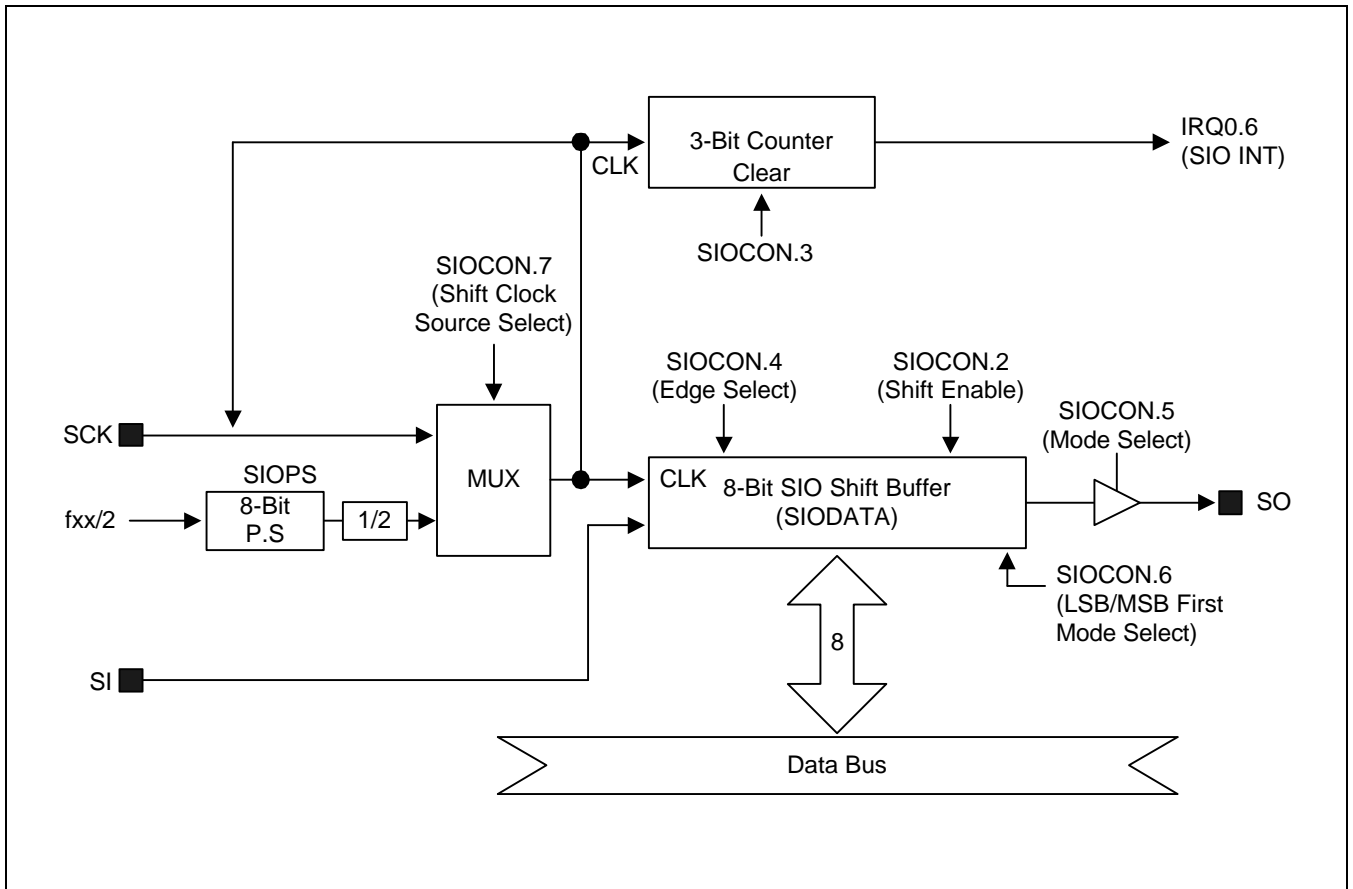 3-Bit Counter
Clear
CLK
IRQ0.6
(SIO INT)
SIOCON.3
SIOCON.7
(Shift Clock
Source Select)
SIOCON.4
(Edge Select)
SIOCON.2
(Shift Enable)
SIOCON.5
(Mode Select)
SCK
MUX
CLK
8-Bit SIO Shift Buffer
(SIODATA)
SO
SIOPS
fxx/2
8-Bit
P.S
1/2
SIOCON.6
(LSB/MSB First
Mode Select)
8
SI
Data Bus